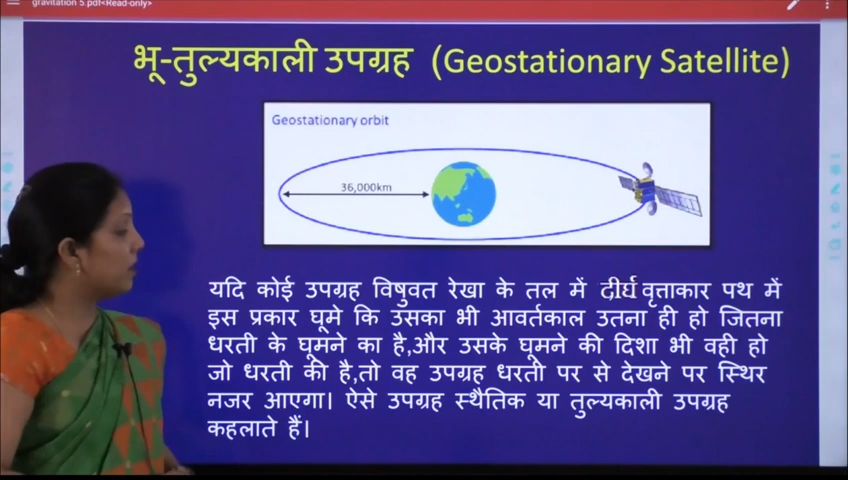 gravitation 5.pdf<Read-only>
भू-तुल्यकाली उपग्रह (Geostationary Satellite)
Geostationary orbit
36,000km
यदि कोई उपग्रह विषुवत रेखा के तल में दीर्घ वृत्ताकार पथ में
इस प्रकार घूमे कि उसका भी आवर्तकाल उतना ही हो जितना
धरती के घूमने का है,और उसके घूमने की दिशा भी वही हो
जो धरती की है,तो वह उपग्रह धरती पर से देखने पर स्थिर
नजर आएगा। ऐसे उपग्रह स्थैतिक या तुल्यकाली उपग्रह
कहलाते हैं।